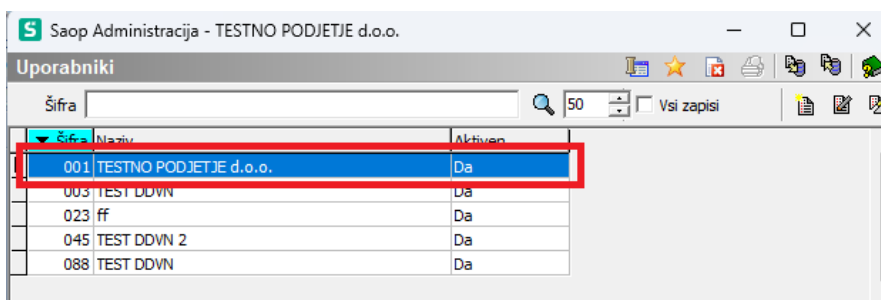 S Saop Administracija - TESTNO PODJETJE d.o.o.
Uporabniki
Šifra 50 Vsi zapisi
Šifra Naziv Aktiven
001 TESTNO PODJETJE d.o.o. Da
003 TEST DDVN Da
023 ff Da
045 TEST DDVN 2 Da
088 TEST DDVN Da